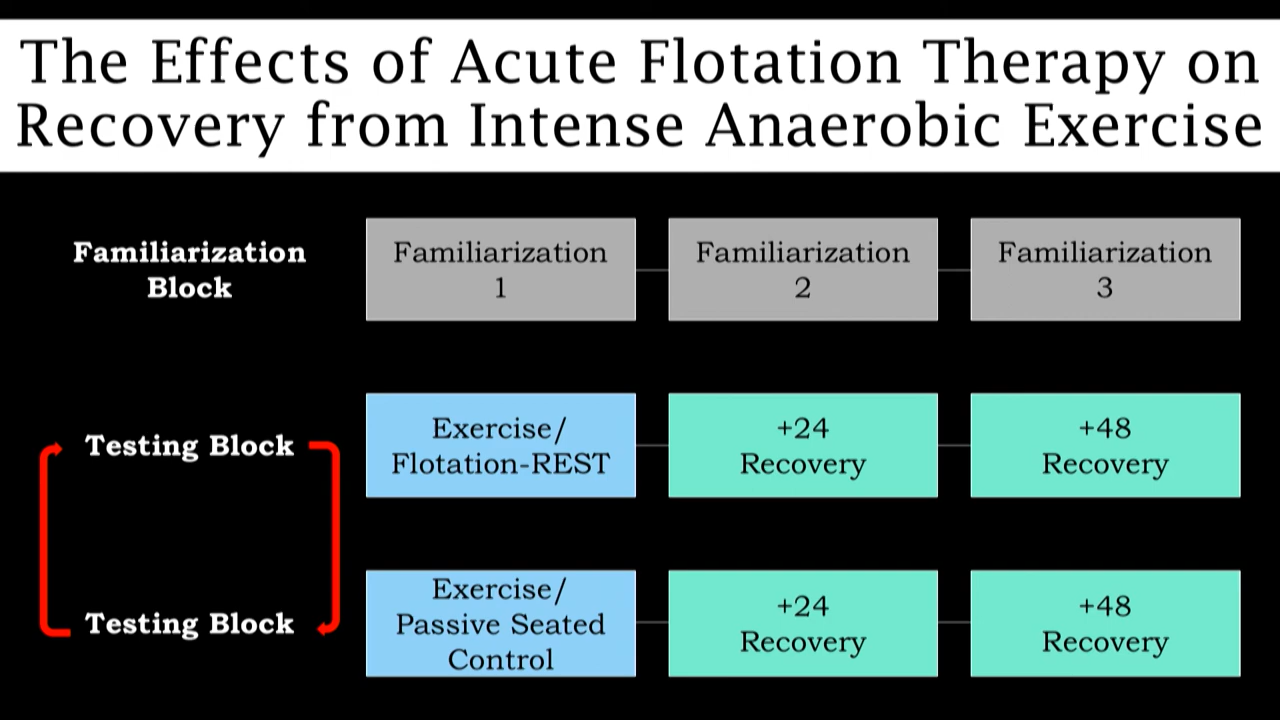 The Effects of Acute Flotation Therapy on
Recovery from Intense Anaerobic Exercise
Familiarization
Block
Familiarization
1
Familiarization
2
Familiarization
3
Testing Block
Exercise/
Flotation-REST
+24
Recovery
+48
Recovery
Testing Block
Exercise/
Passive Seated
Control
+24
Recovery
+48
Recovery